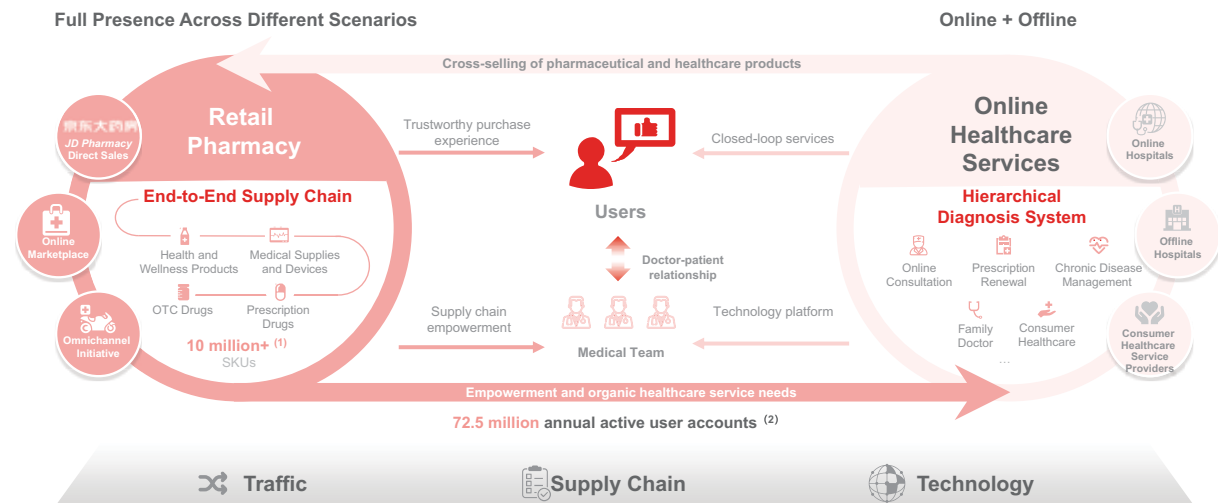 Full Presence Across Different Scenarios
Online + Offline
Cross-selling of pharmaceutical and healthcare products
京东大药房
JD Pharmacy
Direct Sales
Online
Marketplace
Omnichannel
Initiative
Retail
Pharmacy
End-to-End Supply Chain
Health and
Wellness Products
Medical Supplies
and Devices
OTC Drugs
Prescription
Drugs
10 million+ (1)
SKUs
Trustworthy purchase
experience
Closed-loop services
Users
Doctor-patient
relationship
Supply chain
empowerment
Technology platform
Medical Team
Online
Healthcare
Services
Hierarchical
Diagnosis System
Online
Consultation
Prescription
Renewal
Chronic Disease
Management
Family
Doctor
Consumer
Healthcare
...
Online
Hospitals
Offline
Hospitals
Consumer
Healthcare
Service
Providers
Empowerment and organic healthcare service needs
72.5 million annual active user accounts (2)
Traffic
Supply Chain
Technology